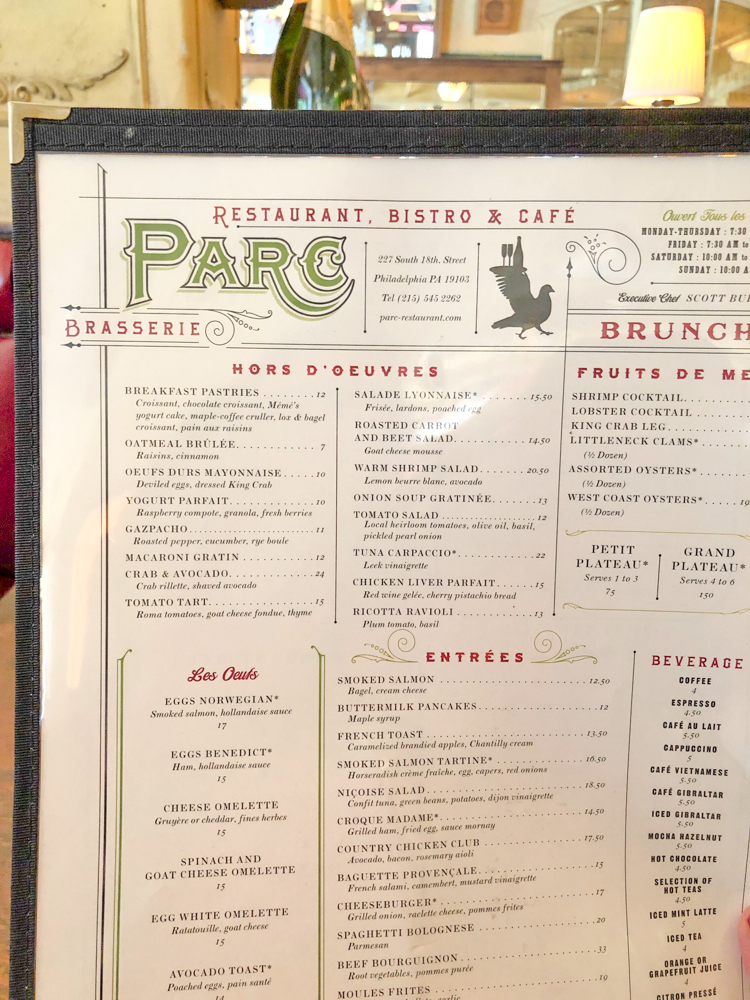 RESTAURANT, BISTRO & CAFÉ
PARC
BRASSERIE
227 South 18th. Street
Philadelphia PA 19103
Tel (215) 545 2262
parc-restaurant.com
Ouvert Tous les
MONDAY-THURSDAY : 7:30
FRIDAY : 7:30 AM to
SATURDAY : 10:00 AM to
SUNDAY : 10:00 A
Executive Chef SCOTT BU
BRUNCH
HORS D'OEUVRES
BREAKFAST PASTRIES ........12
Croissant, chocolate croissant, Mémé's
yogurt cake, maple-coffee cruller, lox & bagel
croissant, pain aux raisins
OATMEAL BRÛLÉE..............7
Raisins, cinnamon
OEUFS DURS MAYONNAISE.....10
Deviled eggs, dressed King Crab
YOGURT PARFAIT..............10
Raspberry compote, granola, fresh berries
GAZPACHO....................11
Roasted pepper, cucumber, rye boule
MACARONI GRATIN............12
CRAB & AVOCADO.............24
Crab rillette, shaved avocado
TOMATO TART................15
Roma tomatoes, goat cheese fondue, thyme
SALADE LYONNAISE*........15.50
Frisée, lardons, poached egg
ROASTED CARROT
AND BEET SALAD...........14.50
Goat cheese mousse
WARM SHRIMP SALAD.......20.50
Lemon beurre blanc, avocado
ONION SOUP GRATINÉE.......13
TOMATO SALAD...............12
Local heirloom tomatoes, olive oil, basil,
pickled pearl onion
TUNA CARPACCIO*............22
Leek vinaigrette
CHICKEN LIVER PARFAIT.....15
Red wine gelée, cherry pistachio bread
RICOTTA RAVIOLI............13
Plum tomato, basil
FRUITS DE ME
SHRIMP COCKTAIL........
LOBSTER COCKTAIL.......
KING CRAB LEG..........
LITTLENECK CLAMS*......
(½ Dozen)
ASSORTED OYSTERS*......
(½ Dozen)
WEST COAST OYSTERS*....19
(½ Dozen)
PETIT
PLATEAU*
Serves 1 to 3
75
GRAND
PLATEAU*
Serves 4 to 6
150
Les Oeufs
EGGS NORWEGIAN*
Smoked salmon, hollandaise sauce
17
EGGS BENEDICT*
Ham, hollandaise sauce
15
CHEESE OMELETTE
Gruyère or cheddar, fines herbes
15
SPINACH AND
GOAT CHEESE OMELETTE
15
EGG WHITE OMELETTE
Ratatouille, goat cheese
15
AVOCADO TOAST*
Poached eggs, pain santé
14
ENTRÉES
SMOKED SALMON.............12.50
Bagel, cream cheese
BUTTERMILK PANCAKES........12
Maple syrup
FRENCH TOAST..............13.50
Caramelized brandied apples, Chantilly cream
SMOKED SALMON TARTINE*....16.50
Horseradish crème fraîche, egg, capers, red onions
NIÇOISE SALAD.............18.50
Confit tuna, green beans, potatoes, dijon vinaigrette
CROQUE MADAME*............14.50
Grilled ham, fried egg, sauce mornay
COUNTRY CHICKEN CLUB......17.50
Avocado, bacon, rosemary aioli
BAGUETTE PROVENÇALE........15
French salami, camembert, mustard vinaigrette
CHEESEBURGER*..............17
Grilled onion, raclette cheese, pommes frites
SPAGHETTI BOLOGNESE........20
Parmesan
BEEF BOURGUIGNON...........33
Root vegetables, pommes purée
MOULES FRITES..............19
BEVERAGE
COFFEE
4
ESPRESSO
4.50
CAFÉ AU LAIT
5.50
CAPPUCCINO
5
CAFÉ VIETNAMESE
5.50
CAFÉ GIBRALTAR
5.50
ICED GIBRALTAR
5.50
MOCHA HAZELNUT
5.50
HOT CHOCOLATE
4.50
SELECTION OF
HOT TEAS
4.50
ICED MINT LATTE
5
ICED TEA
4
ORANGE OR
GRAPEFRUIT JUICE
4
CITRON PRESSÉ